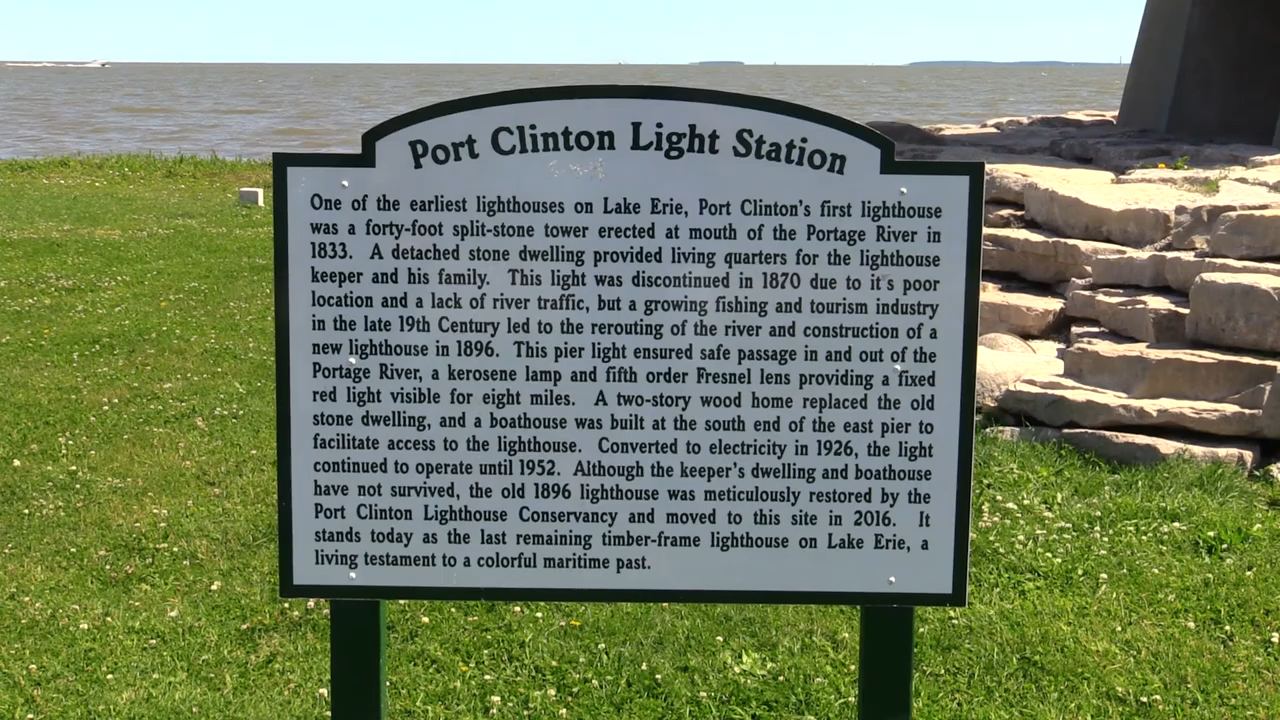 Port Clinton Light Station
One of the earliest lighthouses on Lake Erie, Port Clinton's first lighthouse
was a forty-foot split-stone tower erected at mouth of the Portage River in
1833. A detached stone dwelling provided living quarters for the lighthouse
keeper and his family. This light was discontinued in 1870 due to it's poor
location and a lack of river traffic, but a growing fishing and tourism industry
in the late 19th Century led to the rerouting of the river and construction of a
new lighthouse in 1896. This pier light ensured safe passage in and out of the
Portage River, a kerosene lamp and fifth order Fresnel lens providing a fixed
red light visible for eight miles. A two-story wood home replaced the old
stone dwelling, and a boathouse was built at the south end of the east pier to
facilitate access to the lighthouse. Converted to electricity in 1926, the light
continued to operate until 1952. Although the keeper's dwelling and boathouse
have not survived, the old 1896 lighthouse was meticulously restored by the
Port Clinton Lighthouse Conservancy and moved to this site in 2016. It
stands today as the last remaining timber-frame lighthouse on Lake Erie, a
living testament to a colorful maritime past.